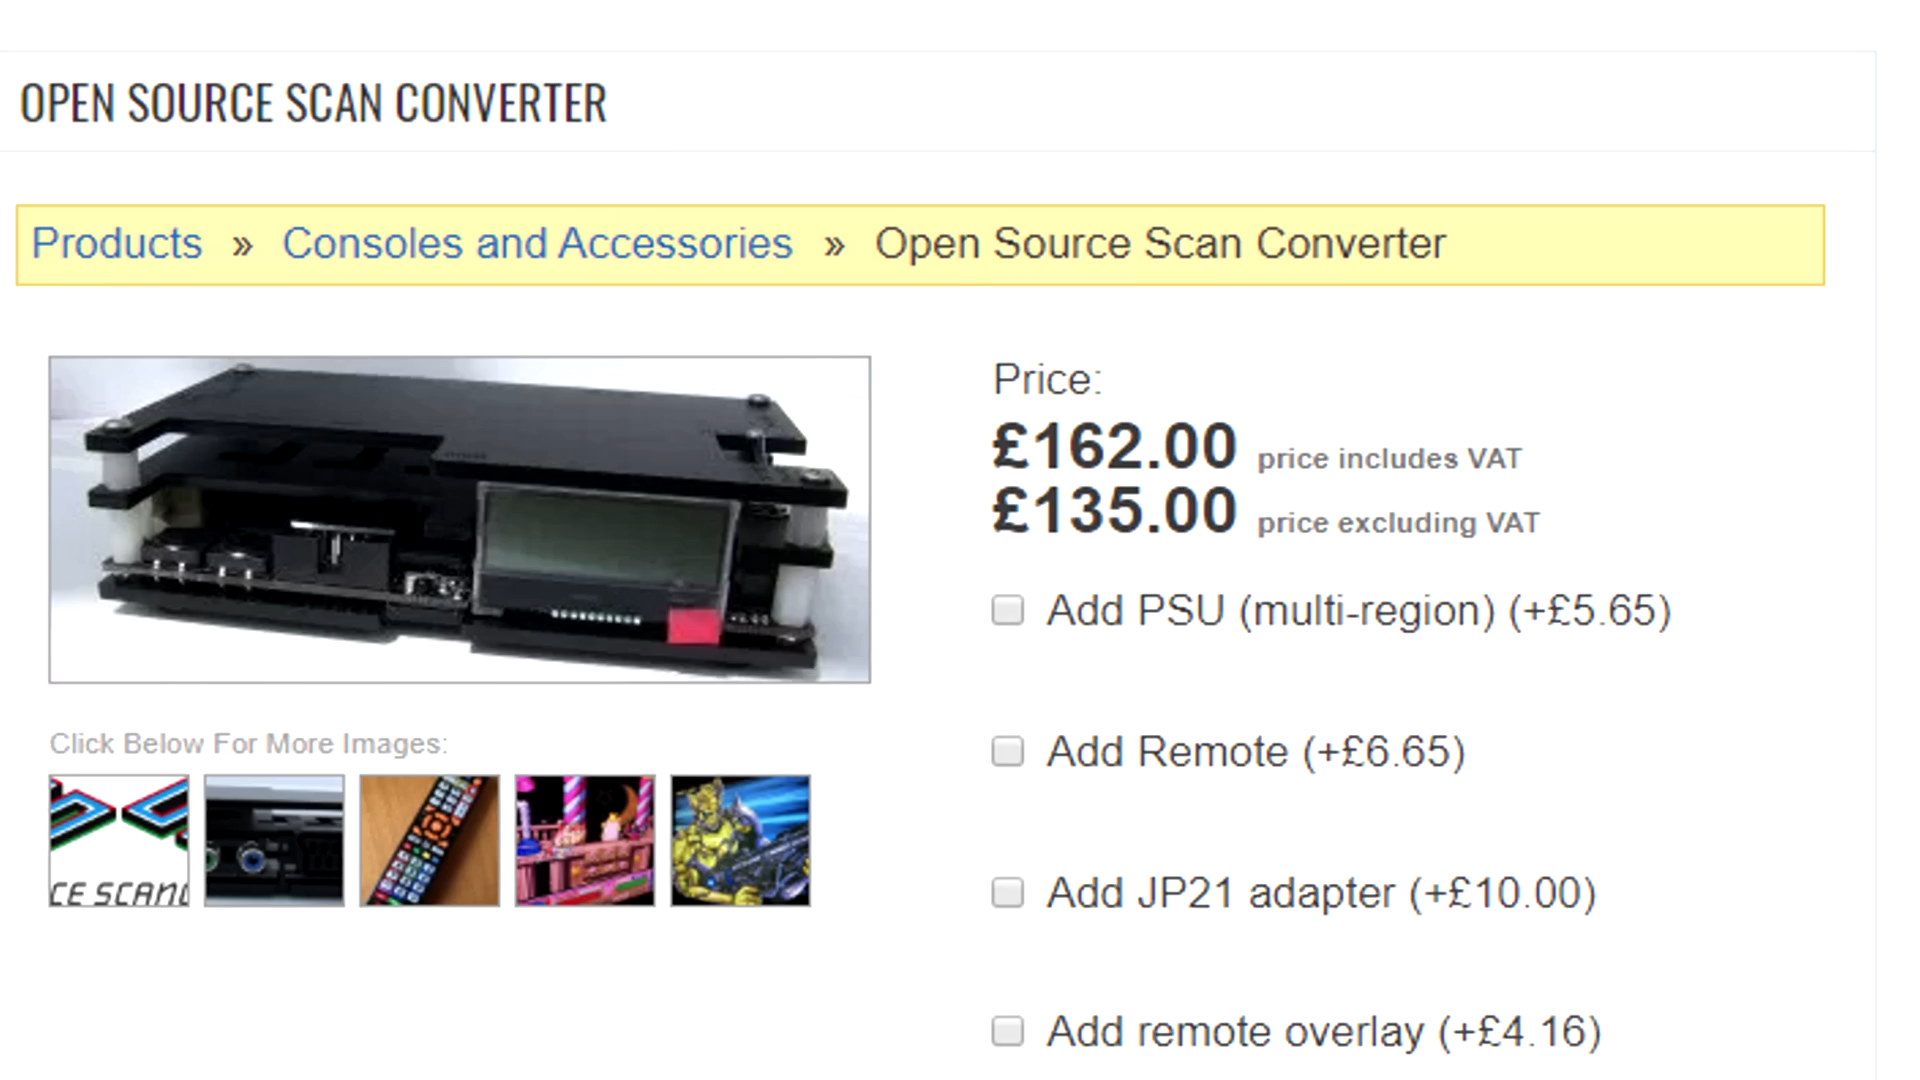 OPEN SOURCE SCAN CONVERTER
Products » Consoles and Accessories » Open Source Scan Converter
Price:
£162.00 price includes VAT
£135.00 price excluding VAT
Add PSU (multi-region) (+£5.65)
Add Remote (+£6.65)
Add JP21 adapter (+£10.00)
Add remote overlay (+£4.16)
Click Below For More Images:
CE SCAN